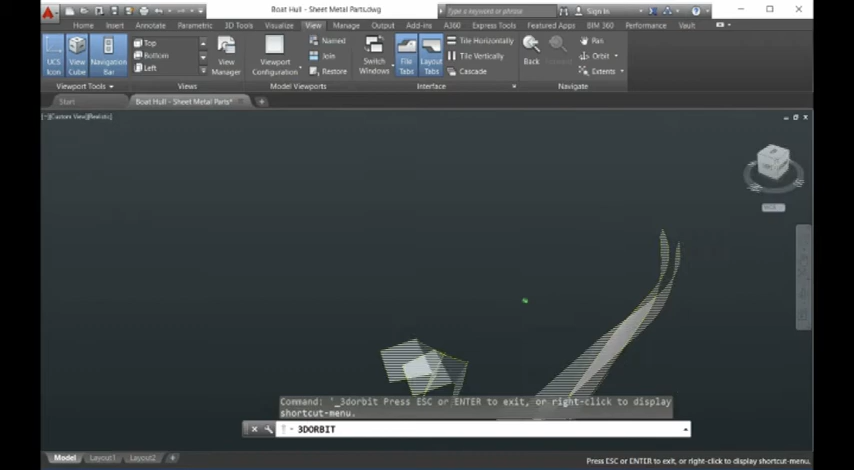 Boat Hull - Sheet Metal Parts.dwg
Type a keyword or phrase
Sign In
Home Insert Annotate Parametric 3D Tools Visualize View Manage Output Add-ins A360 Express Tools Featured Apps BIM 360 Performance Vault
UCS Icon
View Cube
Navigation Bar
Viewport Tools
Top
Bottom
Left
View Manager
Views
Viewport Configuration
Named
Join
Restore
Model Viewports
Switch Windows
File Tabs
Layout Tabs
Tile Horizontally
Tile Vertically
Cascade
Interface
Back
Forward
Pan
Orbit
Extents
Navigate
Start
Boat Hull - Sheet Metal Parts*
[-][Custom View][Realistic]
Command: '_3dorbit Press ESC or ENTER to exit, or right-click to display
shortcut-menu.
3DORBIT
Model Layout1 Layout2
Press ESC or ENTER to exit, or right-click to display shortcut-menu.